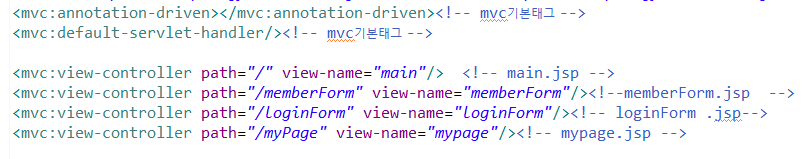 <mvc:annotation-driven></mvc:annotation-driven><!-- mvc기본태그 -->
<mvc:default-servlet-handler/><!-- mvc기본태그 -->
<mvc:view-controller path="/" view-name="main"/> <!-- main.jsp -->
<mvc:view-controller path="/memberForm" view-name="memberForm"/><!--memberForm.jsp -->
<mvc:view-controller path="/loginForm" view-name="loginForm"/><!-- loginForm .jsp-->
<mvc:view-controller path="/myPage" view-name="mypage"/><!-- mypage.jsp -->